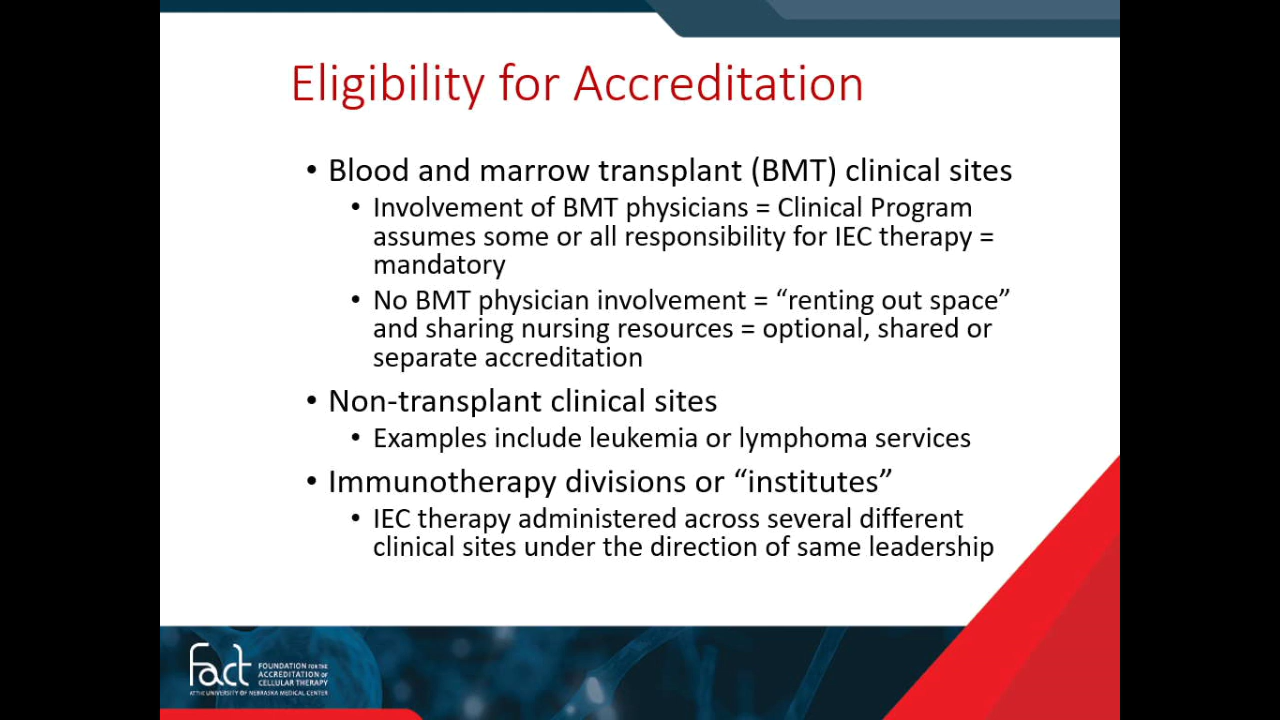 Eligibility for Accreditation
• Blood and marrow transplant (BMT) clinical sites
• Involvement of BMT physicians = Clinical Program
assumes some or all responsibility for IEC therapy =
mandatory
• No BMT physician involvement = “renting out space”
and sharing nursing resources = optional, shared or
separate accreditation
• Non-transplant clinical sites
• Examples include leukemia or lymphoma services
• Immunotherapy divisions or “institutes”
• IEC therapy administered across several different
clinical sites under the direction of same leadership
fact
FOUNDATION FOR THE
ACCREDITATION OF
CELLULAR THERAPY
AT THE UNIVERSITY OF NEBRASKA MEDICAL CENTER